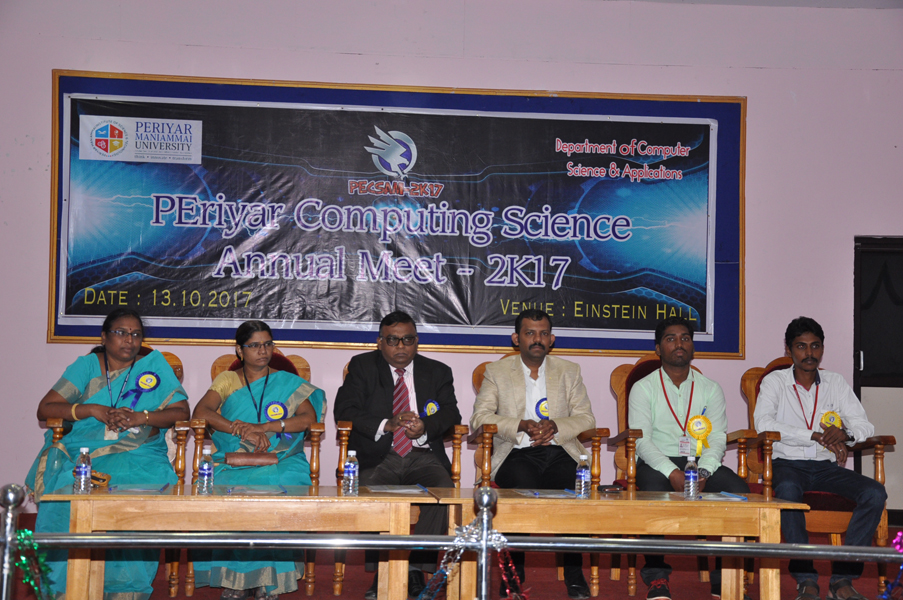 PERIYAR
MANIAMMAI
UNIVERSITY
Department of Computer
Science & Applications
PECSAM-2K17
PEriyar Computing Science
Annual Meet - 2K17
DATE : 13.10.2017
VENUE : EINSTEIN HALL